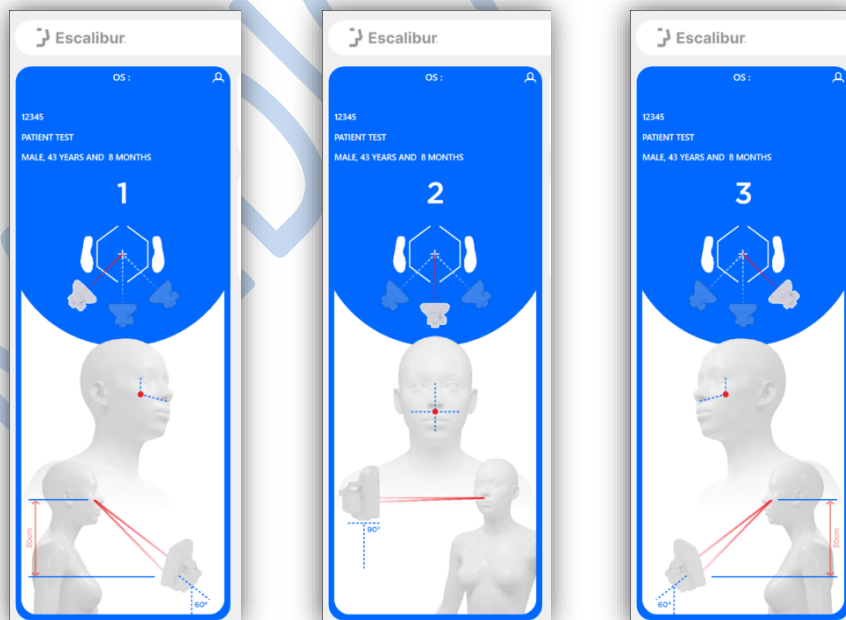 Escalibur
OS :
12345
PATIENT TEST
MALE, 43 YEARS AND 8 MONTHS
1
30cm
60°
Escalibur
OS :
12345
PATIENT TEST
MALE, 43 YEARS AND 8 MONTHS
2
90°
Escalibur
OS :
12345
PATIENT TEST
MALE, 43 YEARS AND 8 MONTHS
3
30cm
60°